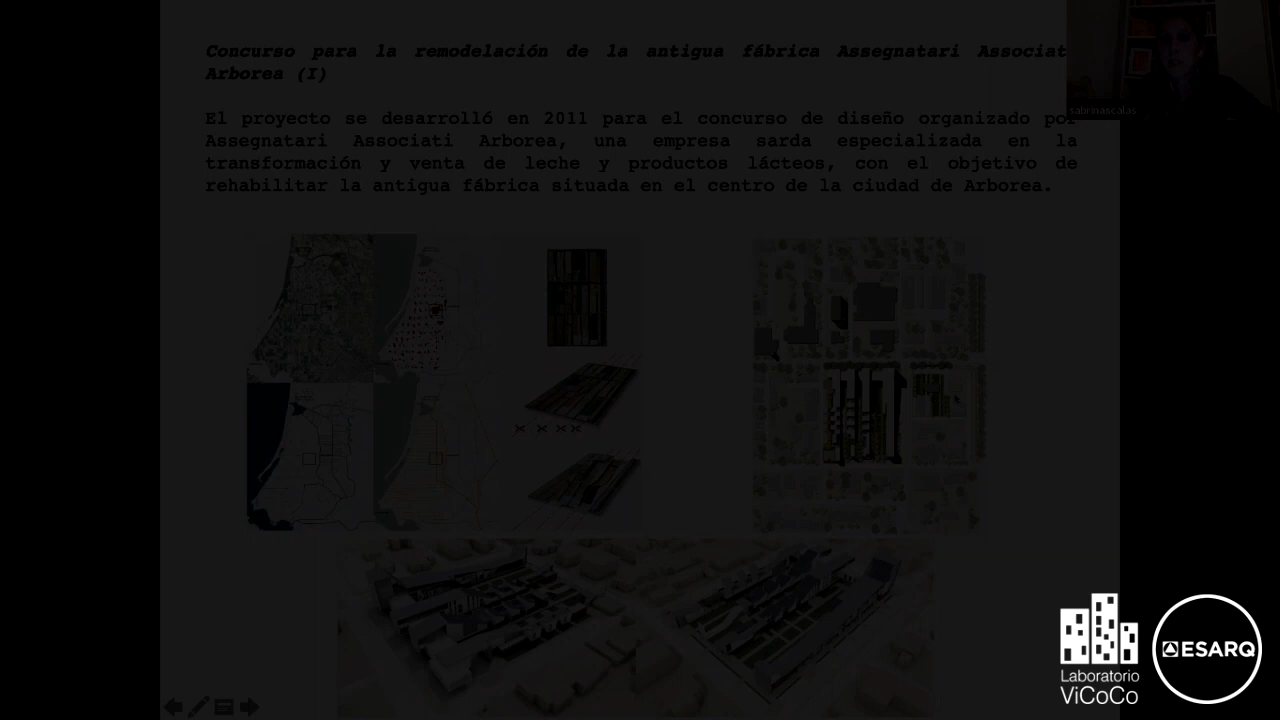 Concurso para la remodelación de la antigua fábrica Assegnatari Associat
Arborea (I)
El proyecto se desarrolló en 2011 para el concurso de diseño organizado por
Assegnatari Associati Arborea, una empresa sarda especializada en la
transformación y venta de leche y productos lácteos, con el objetivo de
rehabilitar la antigua fábrica situada en el centro de la ciudad de Arborea.
sabrinascalas
Laboratorio
ViCoCo
ESARQ